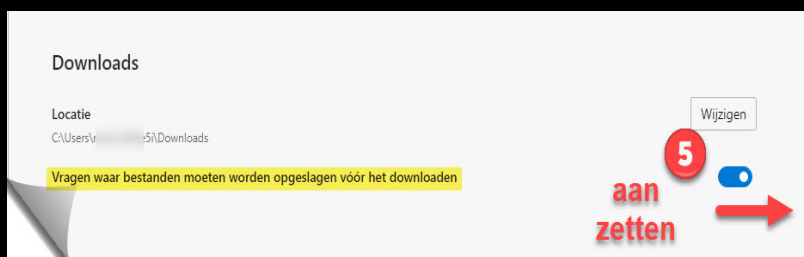 Downloads
Locatie
Wijzigen
C:\Users\ 5i\Downloads
5
Vragen waar bestanden moeten worden opgeslagen vóór het downloaden
aan
zetten